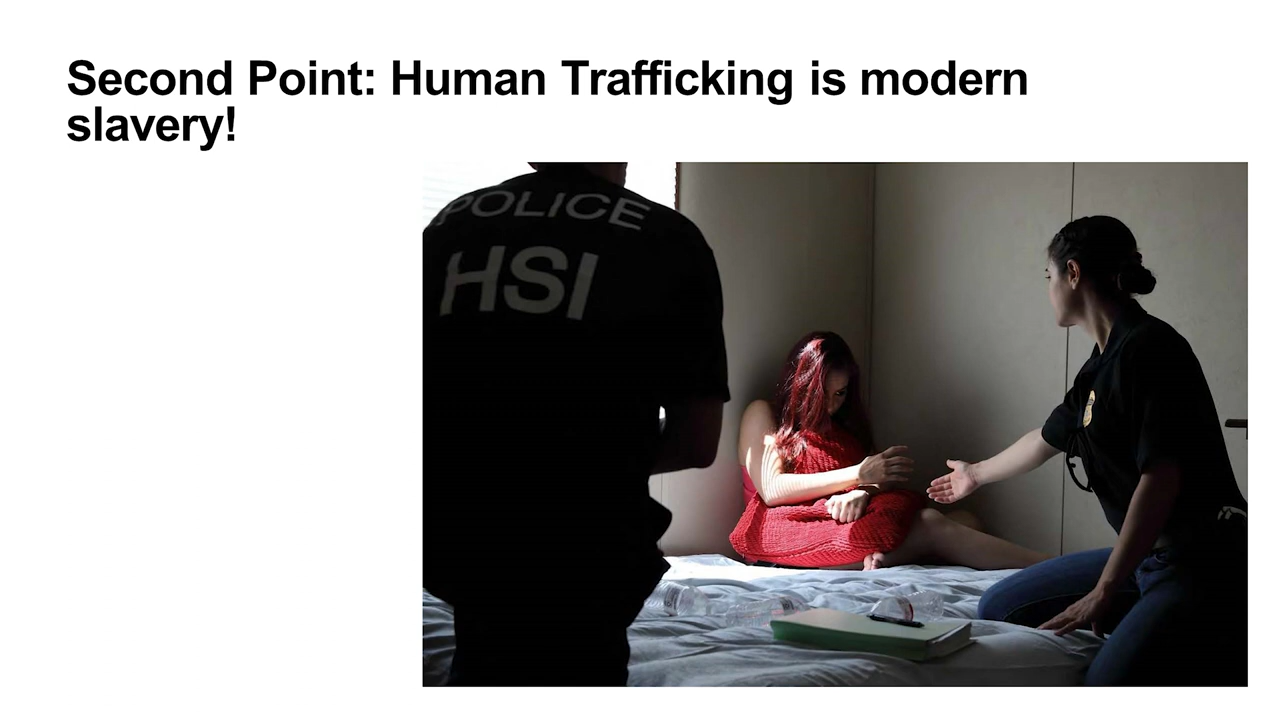 Second Point: Human Trafficking is modern
slavery!
POLICE
HSI